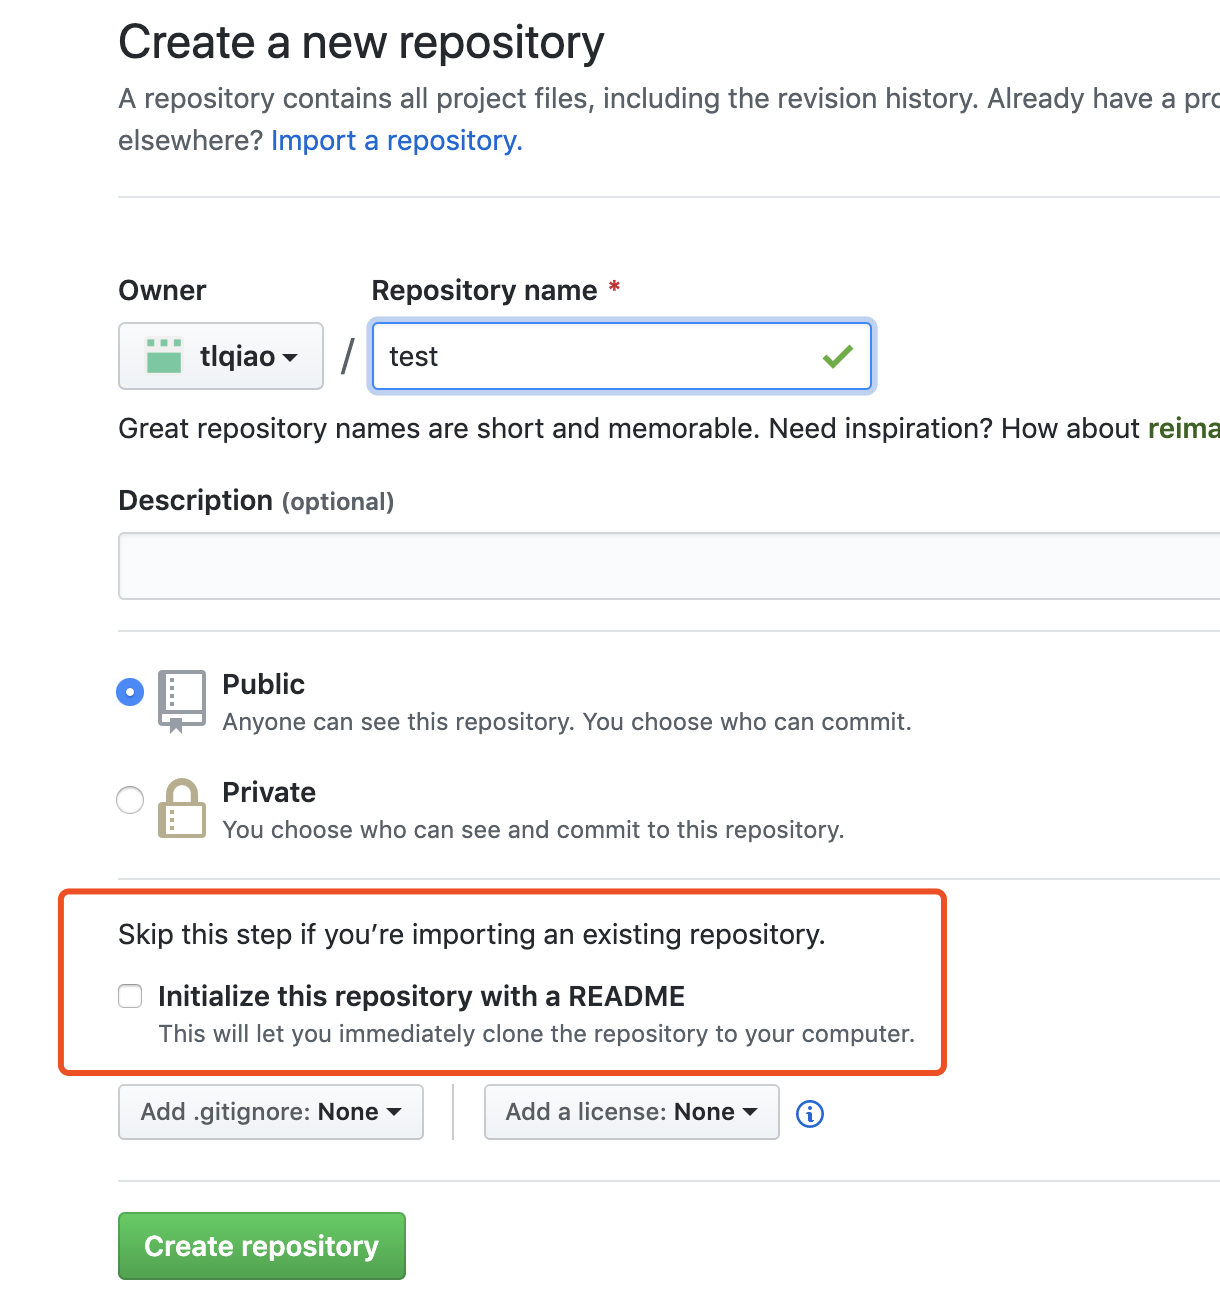 Create a new repository
A repository contains all project files, including the revision history. Already have a
elsewhere? Import a repository.
Owner
Repository name *
tlqiao / test
Great repository names are short and memorable. Need inspiration? How about
Description (optional)
Public
Anyone can see this repository. You choose who can commit.
Private
You choose who can see and commit to this repository.
Skip this step if you’re importing an existing repository.
Initialize this repository with a README
This will let you immediately clone the repository to your computer.
Add .gitignore: None
Add a license: None
Create repository